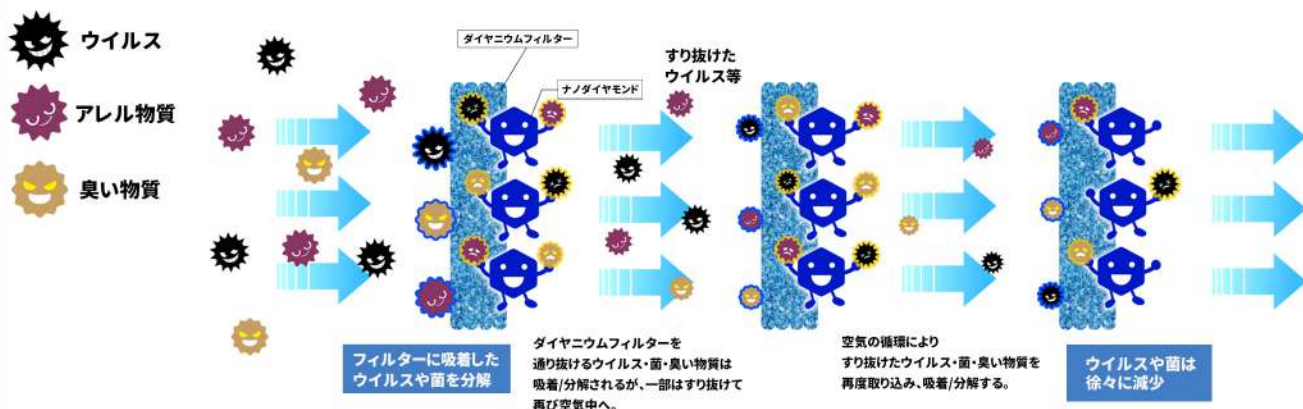 ウイルス
アレル物質
臭い物質
ダイヤニウムフィルター
ナノダイヤモンド
すり抜けた
ウイルス等
フィルターに吸着した
ウイルスや菌を分解
ダイヤニウムフィルターを
通り抜けるウイルス・菌・臭い物質は
吸着/分解されるが、一部はすり抜けて
再び空気中へ。
空気の循環により
すり抜けたウイルス・菌・臭い物質を
再度取り込み、吸着/分解する。
ウイルスや菌は
徐々に減少